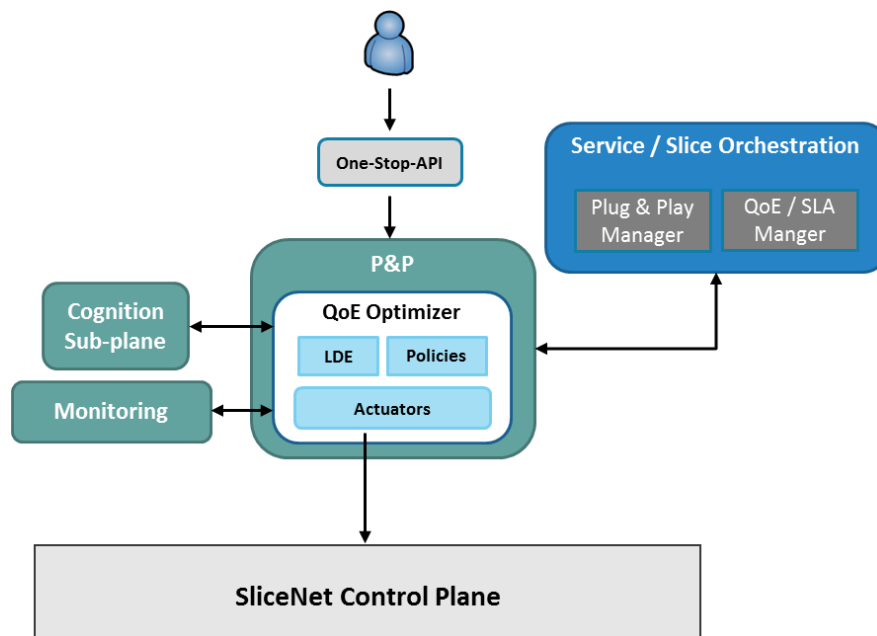 One-Stop-API
Service / Slice Orchestration
Plug & Play
Manager
QoE / SLA
Manger
P&P
QoE Optimizer
LDE
Policies
Actuators
Cognition
Sub-plane
Monitoring
SliceNet Control Plane